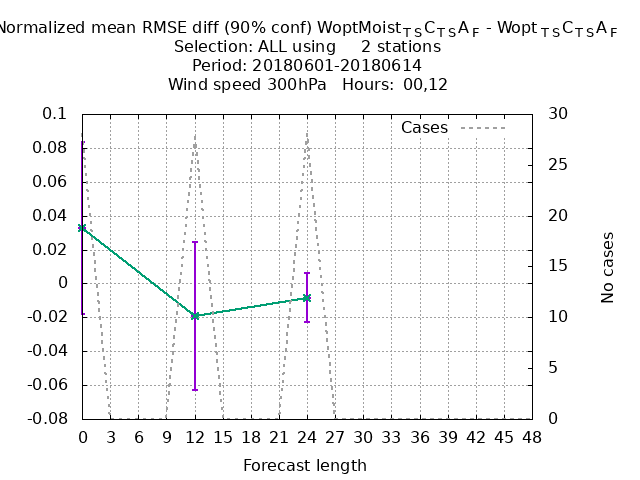 Normalized mean RMSE diff (90% conf) WoptMoist T S C T S A F - Wopt T S C T S A F
Selection: ALL using 2 stations
Period: 20180601-20180614
Wind speed 300hPa Hours: 00,12
Cases
0.1
0.08
0.06
0.04
0.02
0
-0.02
-0.04
-0.06
-0.08
30
25
20
15
10
5
0
No cases
0 3 6 9 12 15 18 21 24 27 30 33 36 39 42 45 48
Forecast length